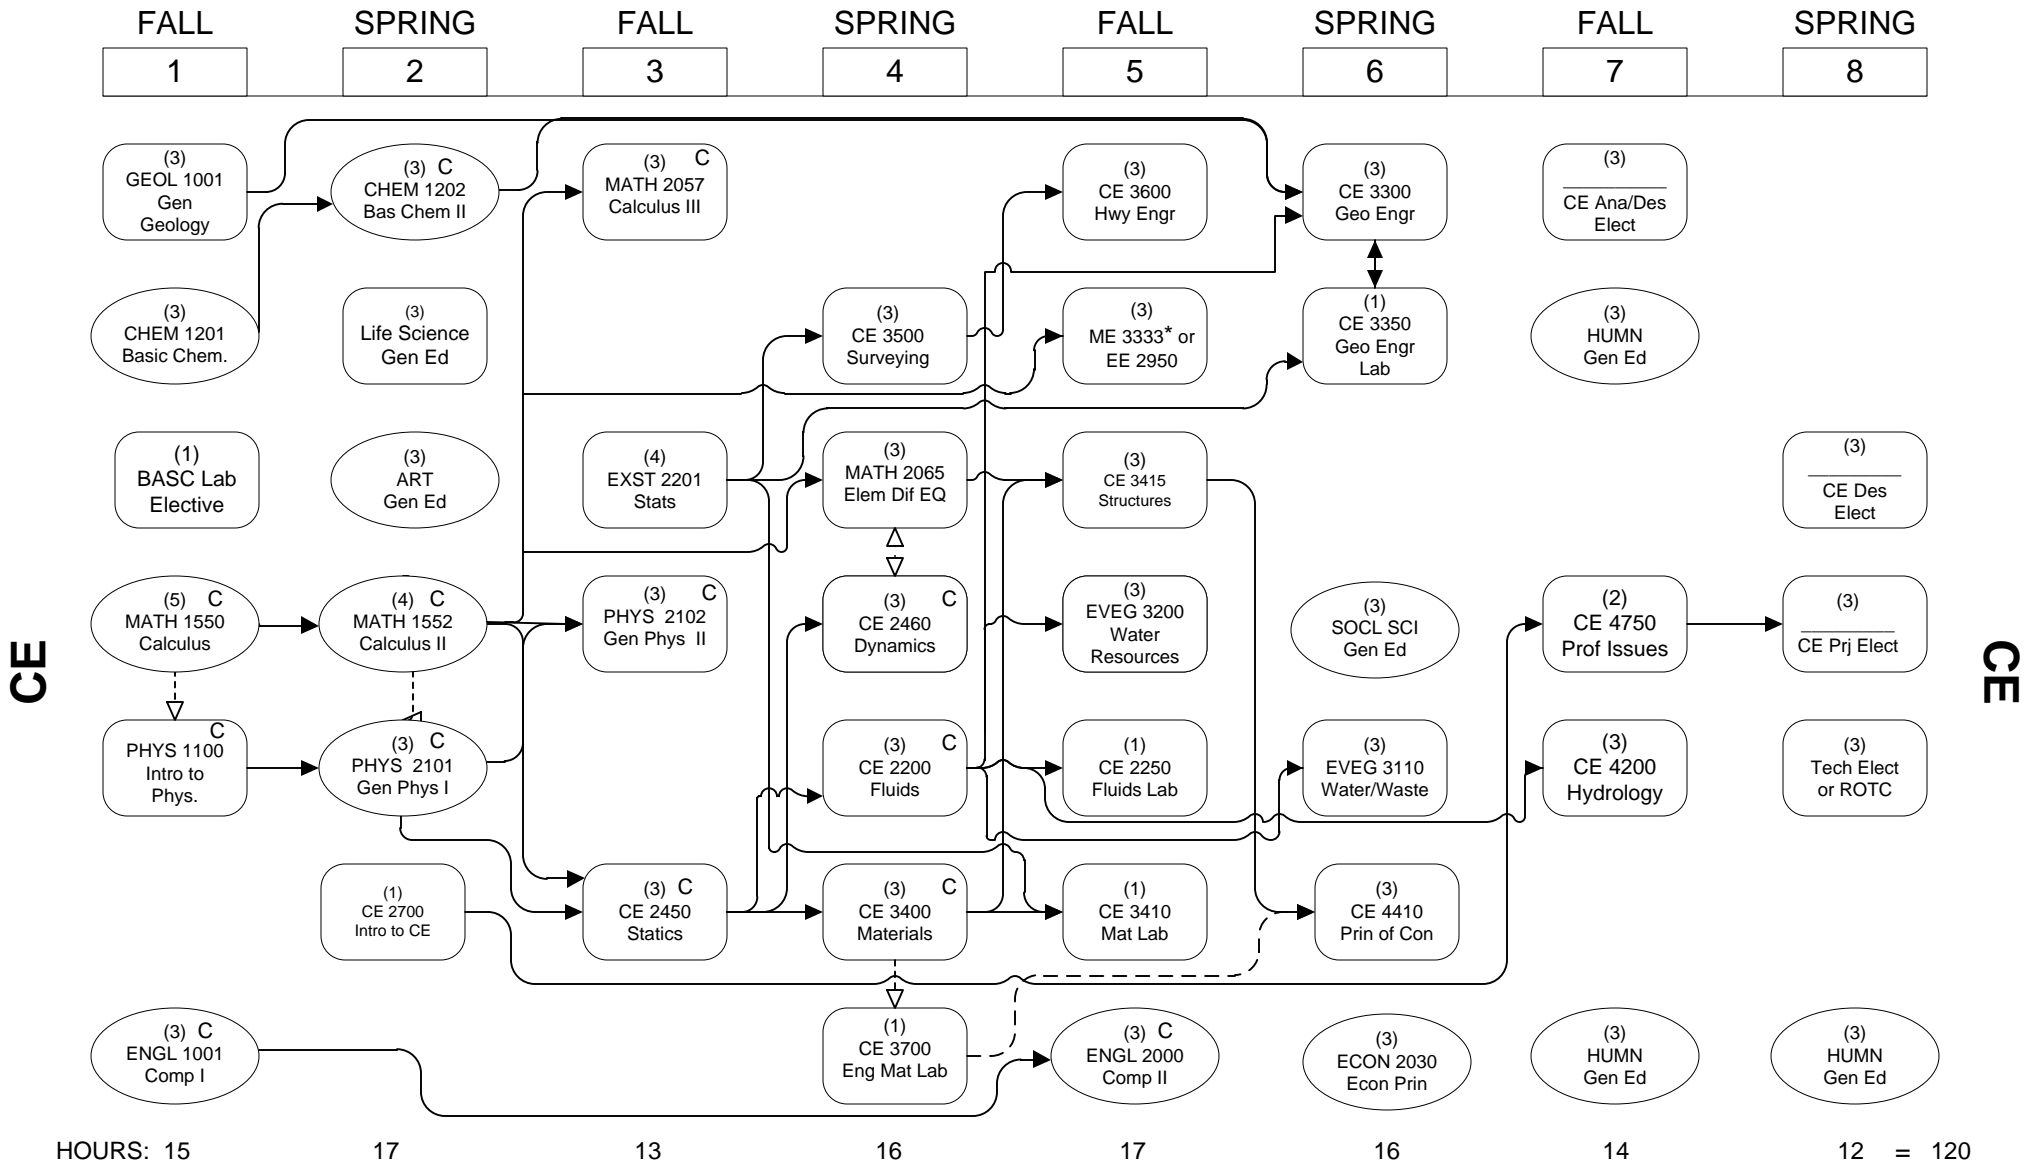 FALL
SPRING
FALL
SPRING
FALL
SPRING
FALL
SPRING
1
2
3
4
5
6
7
8
(3)
GEOL 1001
Gen
Geology
(3) C
CHEM 1202
Bas Chem II
(3) C
MATH 2057
Calculus III
(3)
CE 3600
Hwy Engr
(3)
CE 3300
Geo Engr
(3)
___________
CE Ana/Des
Elect
(3)
CHEM 1201
Basic Chem.
(3)
Life Science
Gen Ed
(3)
CE 3500
Surveying
(3)
ME 3333* or
EE 2950
(1)
CE 3350
Geo Engr
Lab
(3)
HUMN
Gen Ed
(1)
BASC Lab
Elective
(3)
ART
Gen Ed
(4)
EXST 2201
Stats
(3)
MATH 2065
Elem Dif EQ
(3)
CE 3415
Structures
(3)
__________
CE Des
Elect
(5) C
MATH 1550
Calculus
(4) C
MATH 1552
Calculus II
(3) C
PHYS 2102
Gen Phys II
(3) C
CE 2460
Dynamics
(3)
EVEG 3200
Water
Resources
(3)
SOCL SCI
Gen Ed
(2)
CE 4750
Prof Issues
(3)
__________
CE Prj Elect
CE
CE
C
PHYS 1100
Intro to
Phys.
(3) C
PHYS 2101
Gen Phys I
(3) C
CE 2200
Fluids
(1)
CE 2250
Fluids Lab
(3)
EVEG 3110
Water/Waste
(3)
CE 4200
Hydrology
(3)
Tech Elect
or ROTC
(1)
CE 2700
Intro to CE
(3) C
CE 2450
Statics
(3) C
CE 3400
Materials
(1)
CE 3410
Mat Lab
(3)
CE 4410
Prin of Con
(3) C
ENGL 1001
Comp I
(1)
CE 3700
Eng Mat Lab
(3) C
ENGL 2000
Comp II
(3)
ECON 2030
Econ Prin
(3)
HUMN
Gen Ed
(3)
HUMN
Gen Ed
HOURS: 15 17 13 16 17 16 14 12 = 120